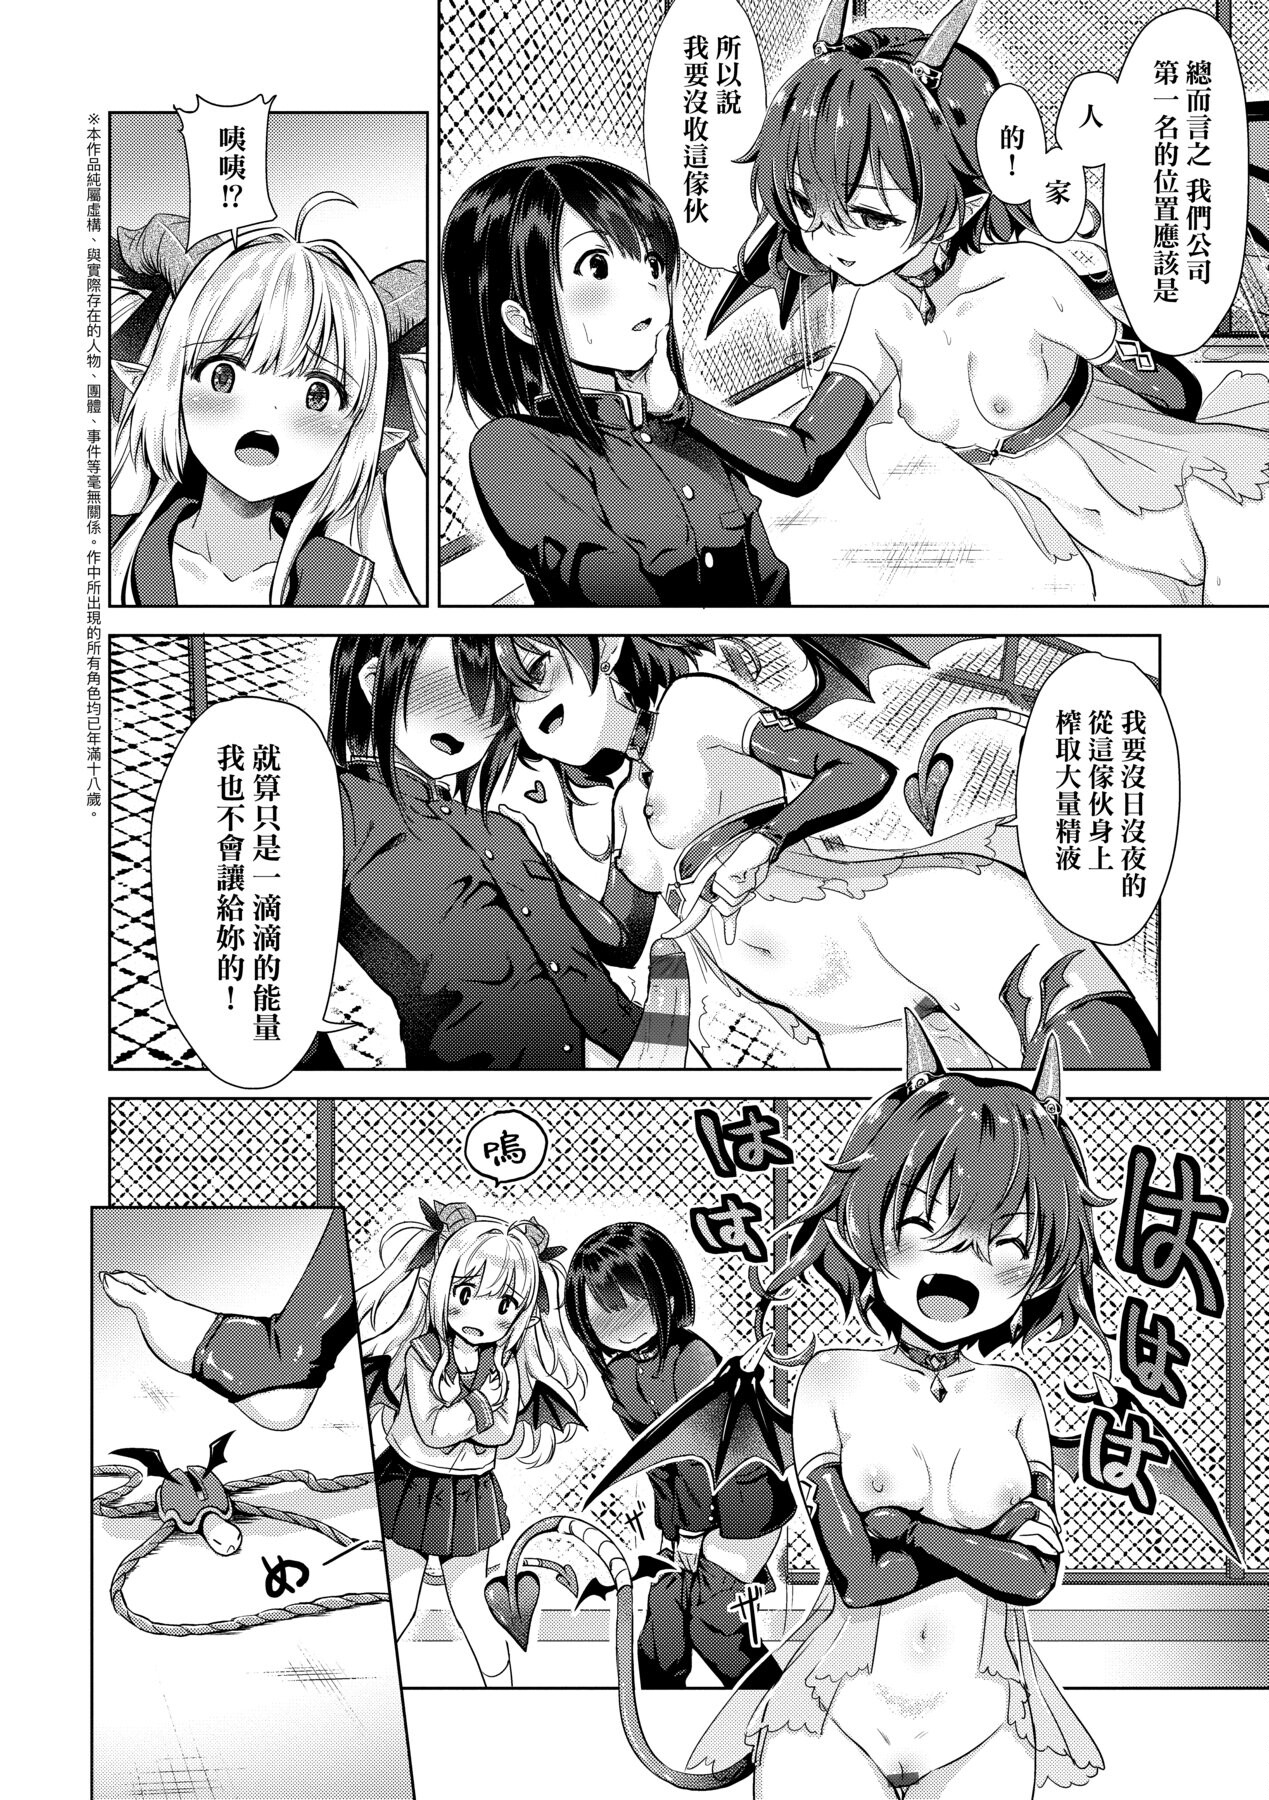 總而言之 我們公司
第一名的位置應該是
人
家
的！
所以說
我要沒收這傢伙
咦咦!?
※本作品純屬虛構、與實際存在的人物、團體、事件等毫無關係。作中所出現的所有角色均已年滿十八歲。
我要沒日沒夜的
從這傢伙身上
榨取大量精液
就算只是一滴滴的能量
我也不會讓給妳的！
はははは
はは
嗚
ザッ
ザッ
め